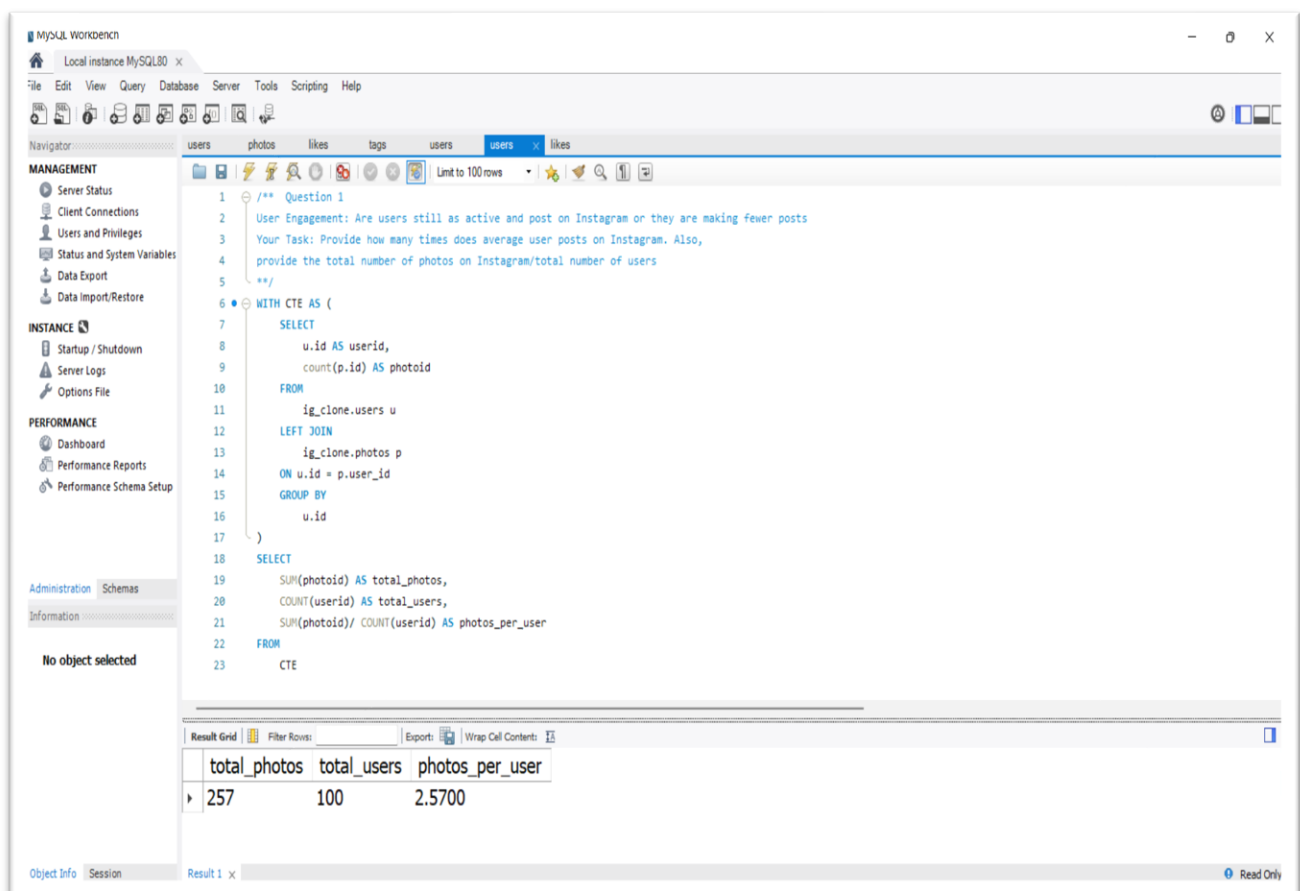 MySQL Workbench
Local instance MySQL80
File Edit View Query Database Server Tools Scripting Help
Navigator
users photos likes tags users users likes
MANAGEMENT
Server Status
Client Connections
Users and Privileges
Status and System Variables
Data Export
Data Import/Restore
INSTANCE
Startup / Shutdown
Server Logs
Options File
PERFORMANCE
Dashboard
Performance Reports
Performance Schema Setup
Administration Schemas
Information
No object selected
Object Info Session
Limit to 100 rows
1 /** Question 1
2 User Engagement: Are users still as active and post on Instagram or they are making fewer posts
3 Your Task: Provide how many times does average user posts on Instagram. Also,
4 provide the total number of photos on Instagram/total number of users
5 **/
6 WITH CTE AS (
7 SELECT
8 u.id AS userid,
9 count(p.id) AS photoid
10 FROM
11 ig_clone.users u
12 LEFT JOIN
13 ig_clone.photos p
14 ON u.id = p.user_id
15 GROUP BY
16 u.id
17 )
18 SELECT
19 SUM(photoid) AS total_photos,
20 COUNT(userid) AS total_users,
21 SUM(photoid)/ COUNT(userid) AS photos_per_user
22 FROM
23 CTE
Result Grid Filter Rows: Export: Wrap Cell Content:
total_photos total_users photos_per_user
257 100 2.5700
Result 1 Read Only